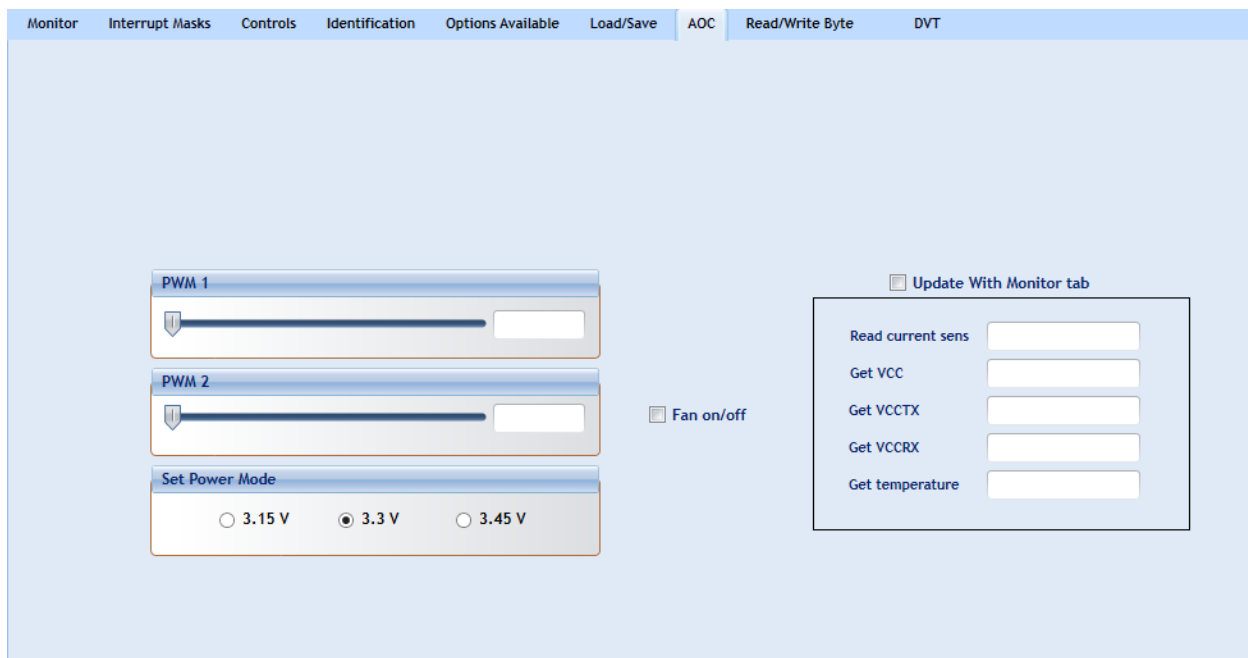 Monitor Interrupt Masks Controls Identification Options Available Load/Save AOC Read/Write Byte DVT
PWM 1
PWM 2
Set Power Mode
3.15 V 3.3 V 3.45 V
Fan on/off
Update With Monitor tab
Read current sens
Get VCC
Get VCCTX
Get VCCRX
Get temperature